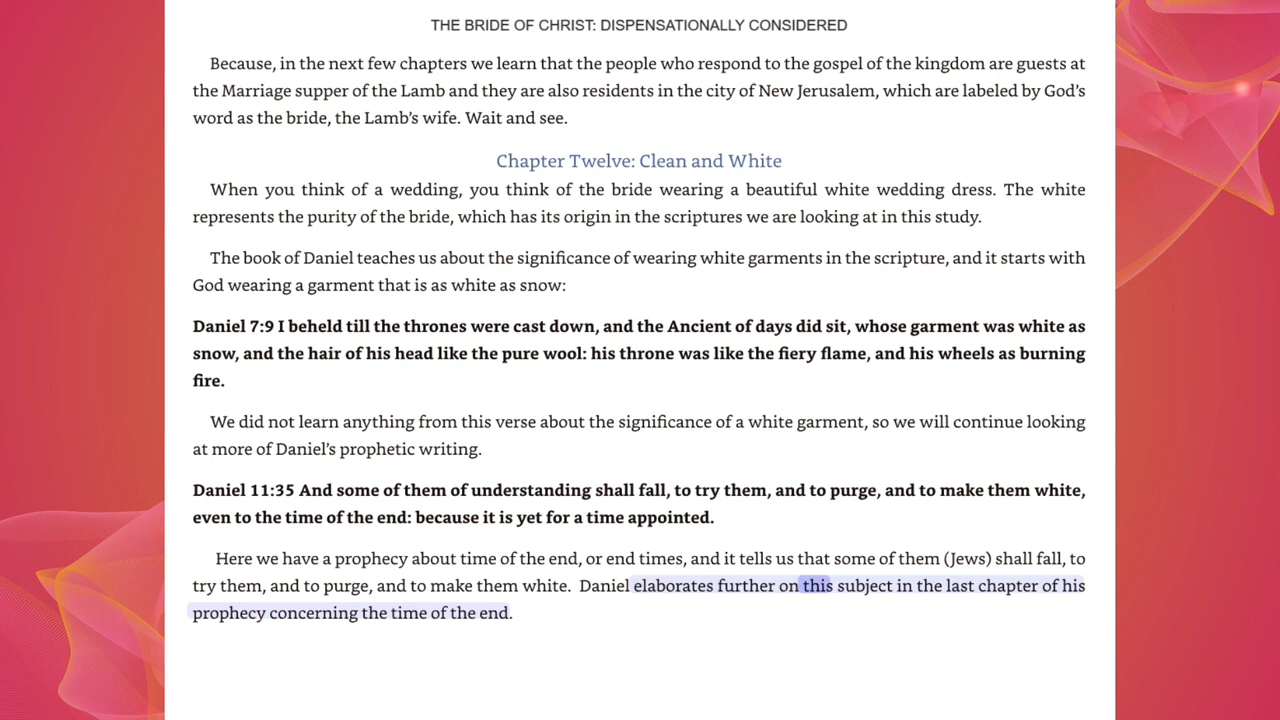 THE BRIDE OF CHRIST: DISPENSATIONALLY CONSIDERED
Because, in the next few chapters we learn that the people who respond to the gospel of the kingdom are guests at
the Marriage supper of the Lamb and they are also residents in the city of New Jerusalem, which are labeled by God’s
word as the bride, the Lamb’s wife. Wait and see.
Chapter Twelve: Clean and White
When you think of a wedding, you think of the bride wearing a beautiful white wedding dress. The white
represents the purity of the bride, which has its origin in the scriptures we are looking at in this study.
The book of Daniel teaches us about the significance of wearing white garments in the scripture, and it starts with
God wearing a garment that is as white as snow:
Daniel 7:9 I beheld till the thrones were cast down, and the Ancient of days did sit, whose garment was white as
snow, and the hair of his head like the pure wool: his throne was like the fiery flame, and his wheels as burning
fire.
We did not learn anything from this verse about the significance of a white garment, so we will continue looking
at more of Daniel’s prophetic writing.
Daniel 11:35 And some of them of understanding shall fall, to try them, and to purge, and to make them white,
even to the time of the end: because it is yet for a time appointed.
Here we have a prophecy about time of the end, or end times, and it tells us that some of them (Jews) shall fall, to
try them, and to purge, and to make them white. Daniel elaborates further on this subject in the last chapter of his
prophecy concerning the time of the end.